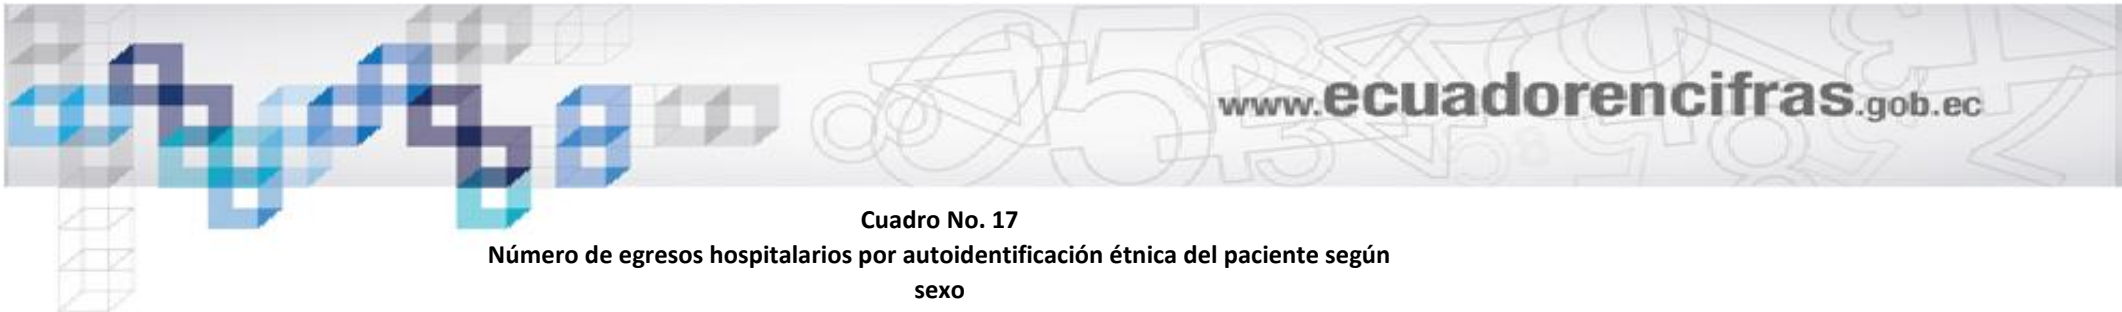 www.ecuadorencifras.gob.ec
Cuadro No. 17
Número de egresos hospitalarios por autoidentificación étnica del paciente según
sexo